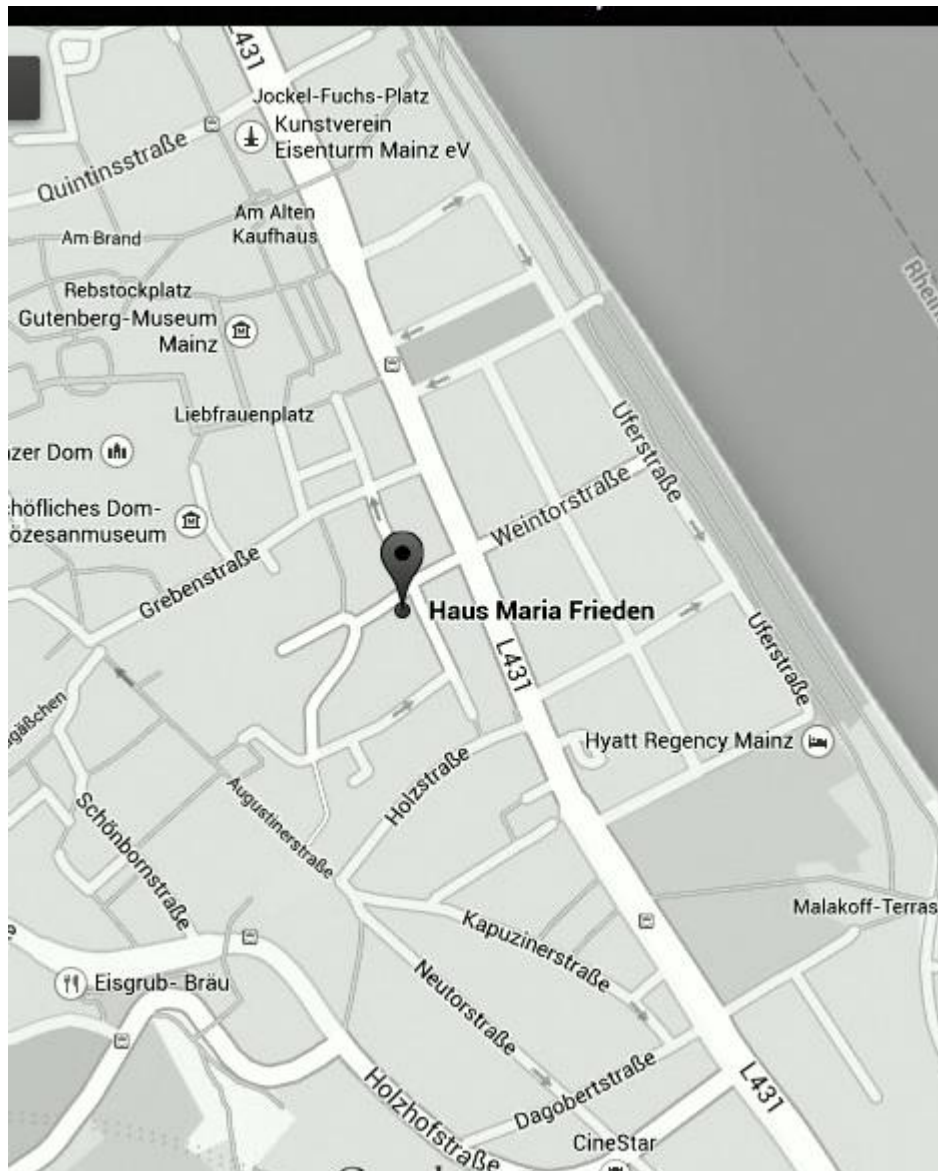 L431
Jockel-Fuchs-Platz
Kunstverein
Eisenturm Mainz eV
Quintinsstraße
Am Alten
Kaufhaus
Am Brand
Rebstockplatz
Gutenberg-Museum
Mainz
Liebfrauenplatz
Uferstraße
zer Dom
Weintorstraße
höfliches Dom-
özesanmuseum
Grebenstraße
Haus Maria Frieden
L431
Uferstraße
Hyatt Regency Mainz
Holzstraße
Augustinerstraße
Schönbornstraße
Malakoff-Terras
Kapuzinerstraße
Eisgrub- Bräu
Neutorstraße
Holzhofstraße
Dagobertstraße
L431
CineStar